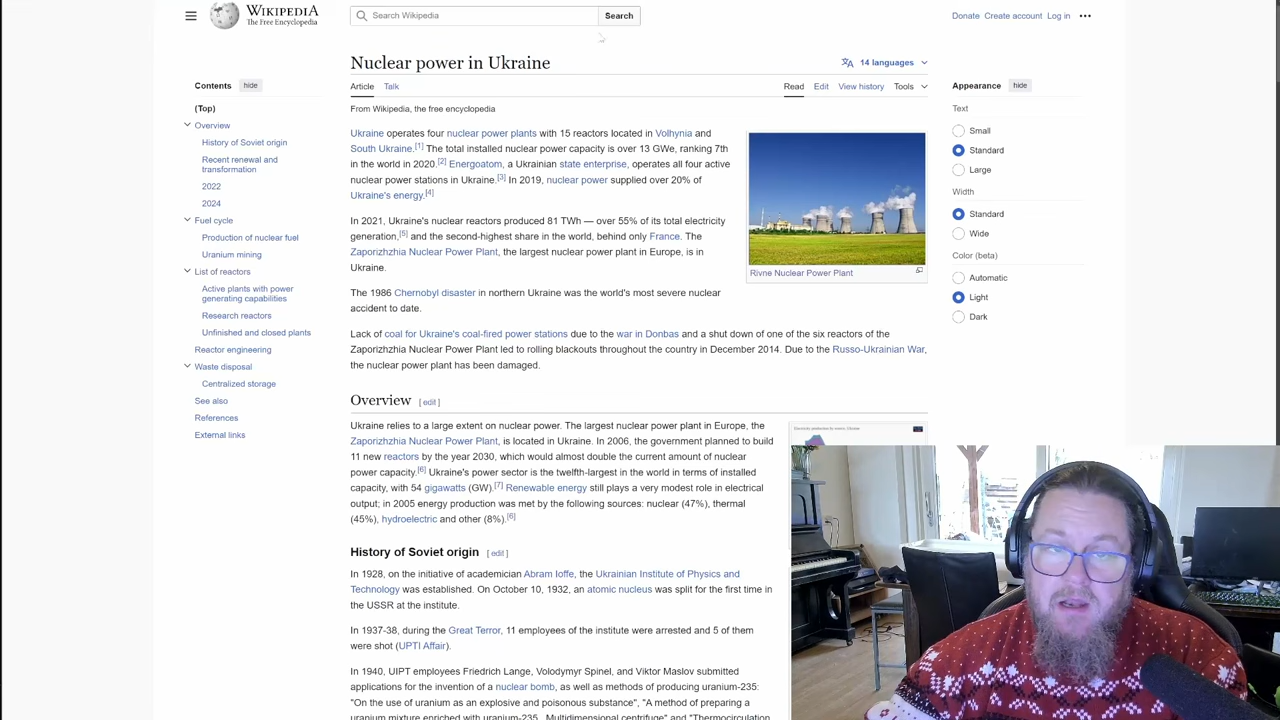 WIKIPEDIA
The Free Encyclopedia
Search Wikipedia
Search
Donate Create account Log in
Nuclear power in Ukraine
14 languages
Article Talk
Read Edit View history Tools
From Wikipedia, the free encyclopedia
Contents hide
(Top)
Overview
History of Soviet origin
Recent renewal and
transformation
2022
2024
Fuel cycle
Production of nuclear fuel
Uranium mining
List of reactors
Active plants with power
generating capabilities
Research reactors
Unfinished and closed plants
Reactor engineering
Waste disposal
Centralized storage
See also
References
External links
Ukraine operates four nuclear power plants with 15 reactors located in Volhynia and
South Ukraine.[1] The total installed nuclear power capacity is over 13 GWe, ranking 7th
in the world in 2020.[2] Energoatom, a Ukrainian state enterprise, operates all four active
nuclear power stations in Ukraine.[3] In 2019, nuclear power supplied over 20% of
Ukraine's energy.[4]
In 2021, Ukraine's nuclear reactors produced 81 TWh — over 55% of its total electricity
generation,[5] and the second-highest share in the world, behind only France. The
Zaporizhzhia Nuclear Power Plant, the largest nuclear power plant in Europe, is in
Ukraine.
The 1986 Chernobyl disaster in northern Ukraine was the world's most severe nuclear
accident to date.
Lack of coal for Ukraine's coal-fired power stations due to the war in Donbas and a shut down of one of the six reactors of the
Zaporizhzhia Nuclear Power Plant led to rolling blackouts throughout the country in December 2014. Due to the Russo-Ukrainian War,
the nuclear power plant has been damaged.
Rivne Nuclear Power Plant
Overview [ edit ]
Ukraine relies to a large extent on nuclear power. The largest nuclear power plant in Europe, the
Zaporizhzhia Nuclear Power Plant, is located in Ukraine. In 2006, the government planned to build
11 new reactors by the year 2030, which would almost double the current amount of nuclear
power capacity.[6] Ukraine's power sector is the twelfth-largest in the world in terms of installed
capacity, with 54 gigawatts (GW).[7] Renewable energy still plays a very modest role in electrical
output; in 2005 energy production was met by the following sources: nuclear (47%), thermal
(45%), hydroelectric and other (8%).[6]
Electricity production by source, Ukraine
History of Soviet origin [ edit ]
In 1928, on the initiative of academician Abram Ioffe, the Ukrainian Institute of Physics and
Technology was established. On October 10, 1932, an atomic nucleus was split for the first time in
the USSR at the institute.
In 1937-38, during the Great Terror, 11 employees of the institute were arrested and 5 of them
were shot (UPTI Affair).
In 1940, UIPT employees Friedrich Lange, Volodymyr Spinel, and Viktor Maslov submitted
applications for the invention of a nuclear bomb, as well as methods of producing uranium-235:
"On the use of uranium as an explosive and poisonous substance", "A method of preparing a
uranium mixture enriched with uranium-235. Multidimensional centrifuge" and "Thermocirculation
Appearance hide
Text
Small
Standard
Large
Width
Standard
Wide
Color (beta)
Automatic
Light
Dark